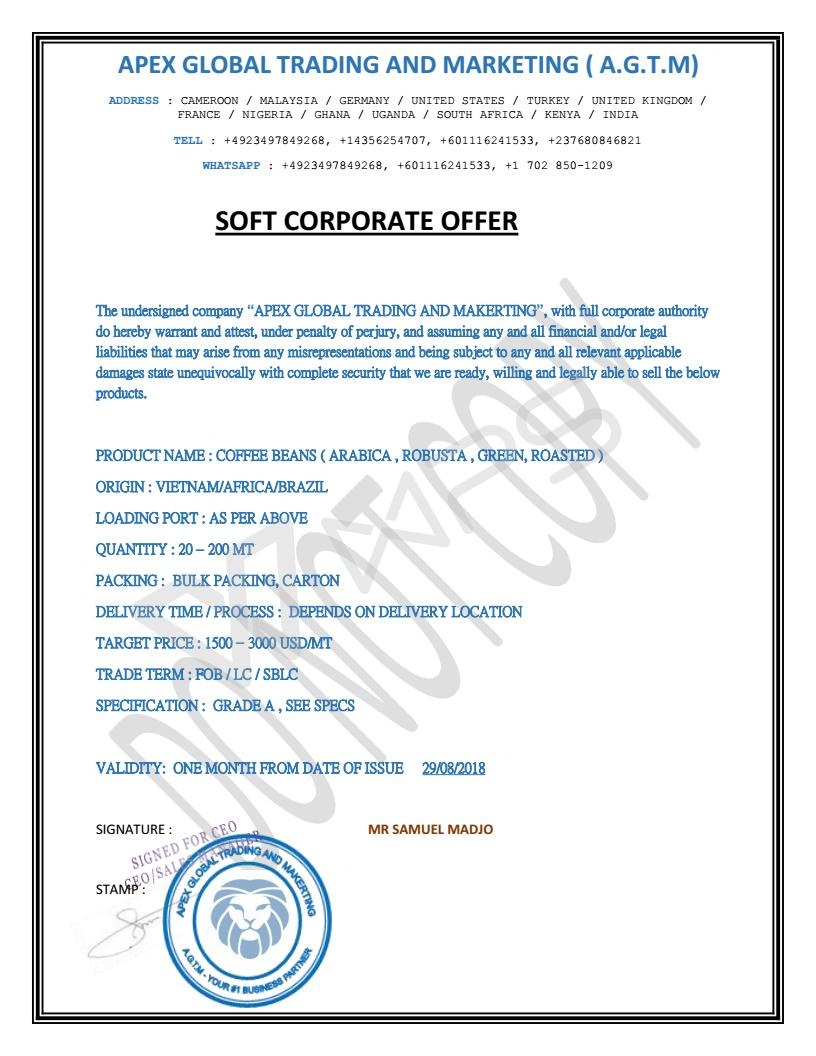 APEX GLOBAL TRADING AND MARKETING ( A.G.T.M)
ADDRESS : CAMEROON / MALAYSIA / GERMANY / UNITED STATES / TURKEY / UNITED KINGDOM /
FRANCE / NIGERIA / GHANA / UGANDA / SOUTH AFRICA / KENYA / INDIA
TELL : +4923497849268, +14356254707, +601116241533, +237680846821
WHATSAPP : +4923497849268, +601116241533, +1 702 850-1209
SOFT CORPORATE OFFER
The undersigned company “APEX GLOBAL TRADING AND MAKERTING”, with full corporate authority
do hereby warrant and attest, under penalty of perjury, and assuming any and all financial and/or legal
liabilities that may arise from any misrepresentations and being subject to any and all relevant applicable
damages state unequivocally with complete security that we are ready, willing and legally able to sell the below
products.
PRODUCT NAME : COFFEE BEANS ( ARABICA , ROBUSTA , GREEN, ROASTED )
ORIGIN : VIETNAM/AFRICA/BRAZIL
LOADING PORT : AS PER ABOVE
QUANTITY : 20 – 200 MT
PACKING : BULK PACKING, CARTON
DELIVERY TIME / PROCESS : DEPENDS ON DELIVERY LOCATION
TARGET PRICE : 1500 – 3000 USD/MT
TRADE TERM : FOB / LC / SBLC
SPECIFICATION : GRADE A , SEE SPECS
VALIDITY: ONE MONTH FROM DATE OF ISSUE 29/08/2018
SIGNATURE :
MR SAMUEL MADJO
SIGNED FOR CEO
CEO/SALES MANAGER
STAMP :
APEX GLOBAL TRADING AND MAKERTING
A.G.T.M - YOUR #1 BUSINESS PARTNER
DO NOT COPY